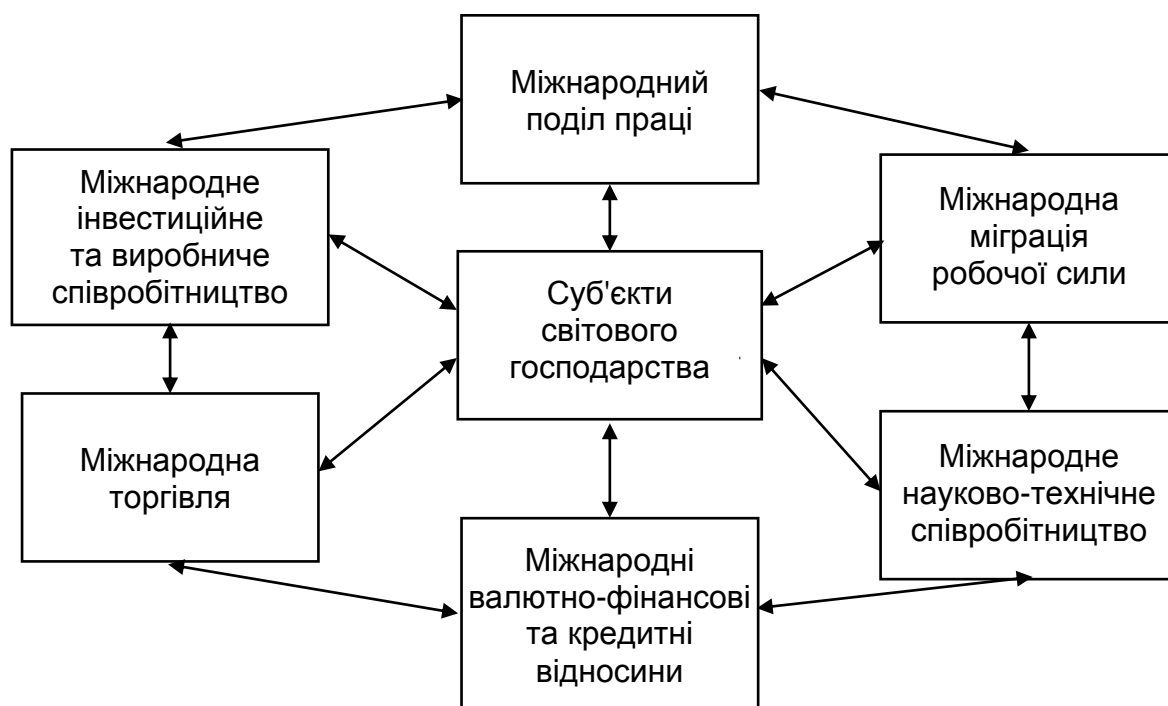 Міжнародний
поділ праці
Міжнародне
інвестиційне
та виробниче
співробітництво
Міжнародна
міграція
робочої сили
Суб'єкти
світового
господарства
Міжнародна
торгівля
Міжнародне
науково-технічне
співробітництво
Міжнародні
валютно-фінансові
та кредитні
відносини